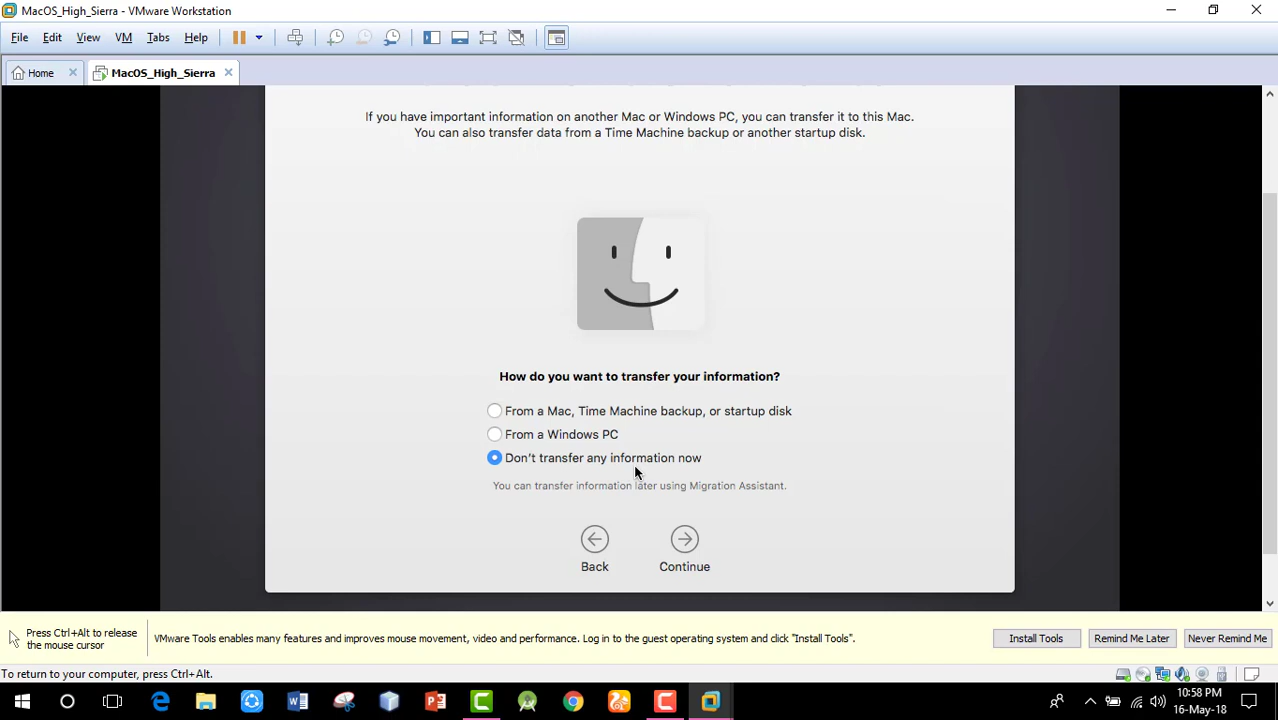 MacOS_High_Sierra - VMware Workstation
File Edit View VM Tabs Help
Home MacOS_High_Sierra
If you have important information on another Mac or Windows PC, you can transfer it to this Mac.
You can also transfer data from a Time Machine backup or another startup disk.
How do you want to transfer your information?
From a Mac, Time Machine backup, or startup disk
From a Windows PC
Don't transfer any information now
You can transfer information later using Migration Assistant.
Back Continue
Press Ctrl+Alt to release
the mouse cursor
VMware Tools enables many features and improves mouse movement, video and performance. Log in to the guest operating system and click "Install Tools".
Install Tools Remind Me Later Never Remind Me
To return to your computer, press Ctrl+Alt.
10:58 PM
16-May-18